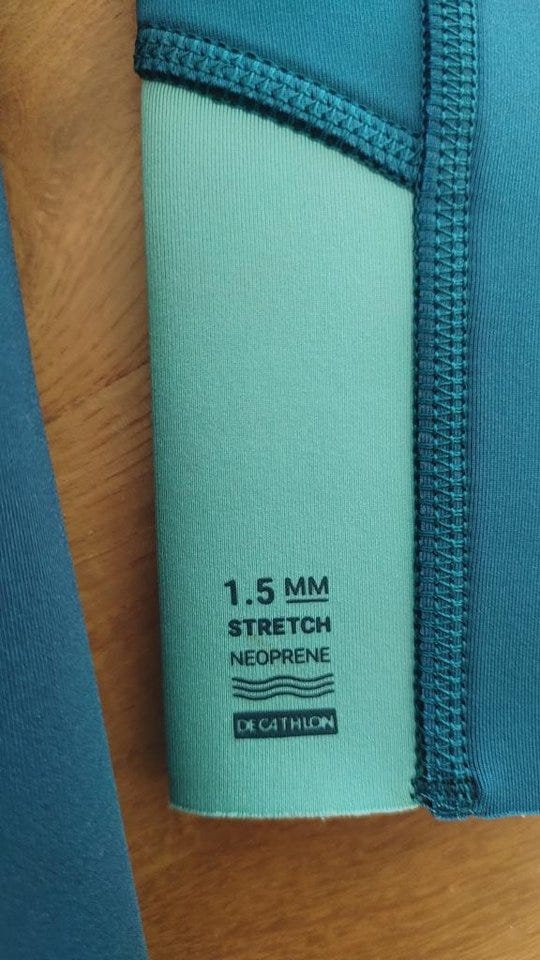 1.5 MM
STRETCH
NEOPRENE
DECATHLON